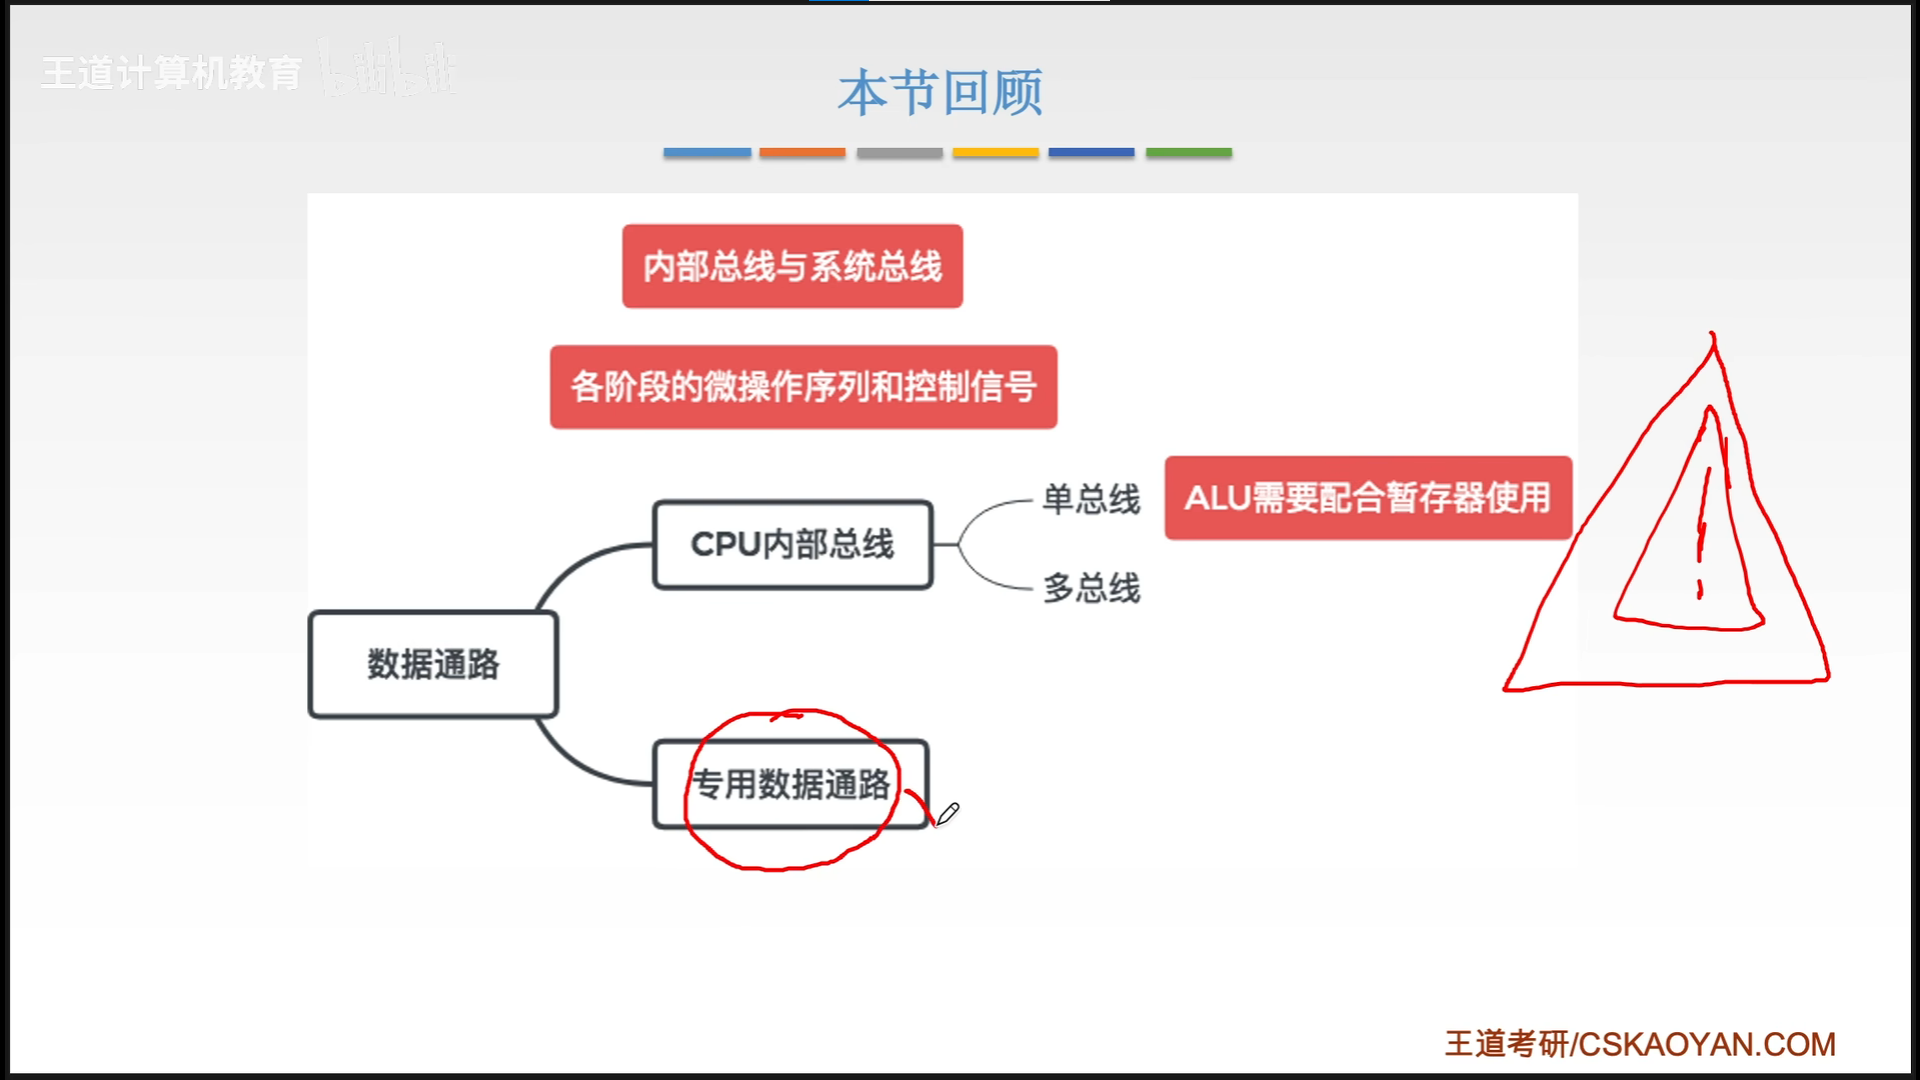 王道计算机教育 bilibili
本节回顾
内部总线与系统总线
各阶段的微操作序列和控制信号
单总线
ALU需要配合暂存器使用
CPU内部总线
多总线
数据通路
专用数据通路
王道考研/CSKAOYAN.COM